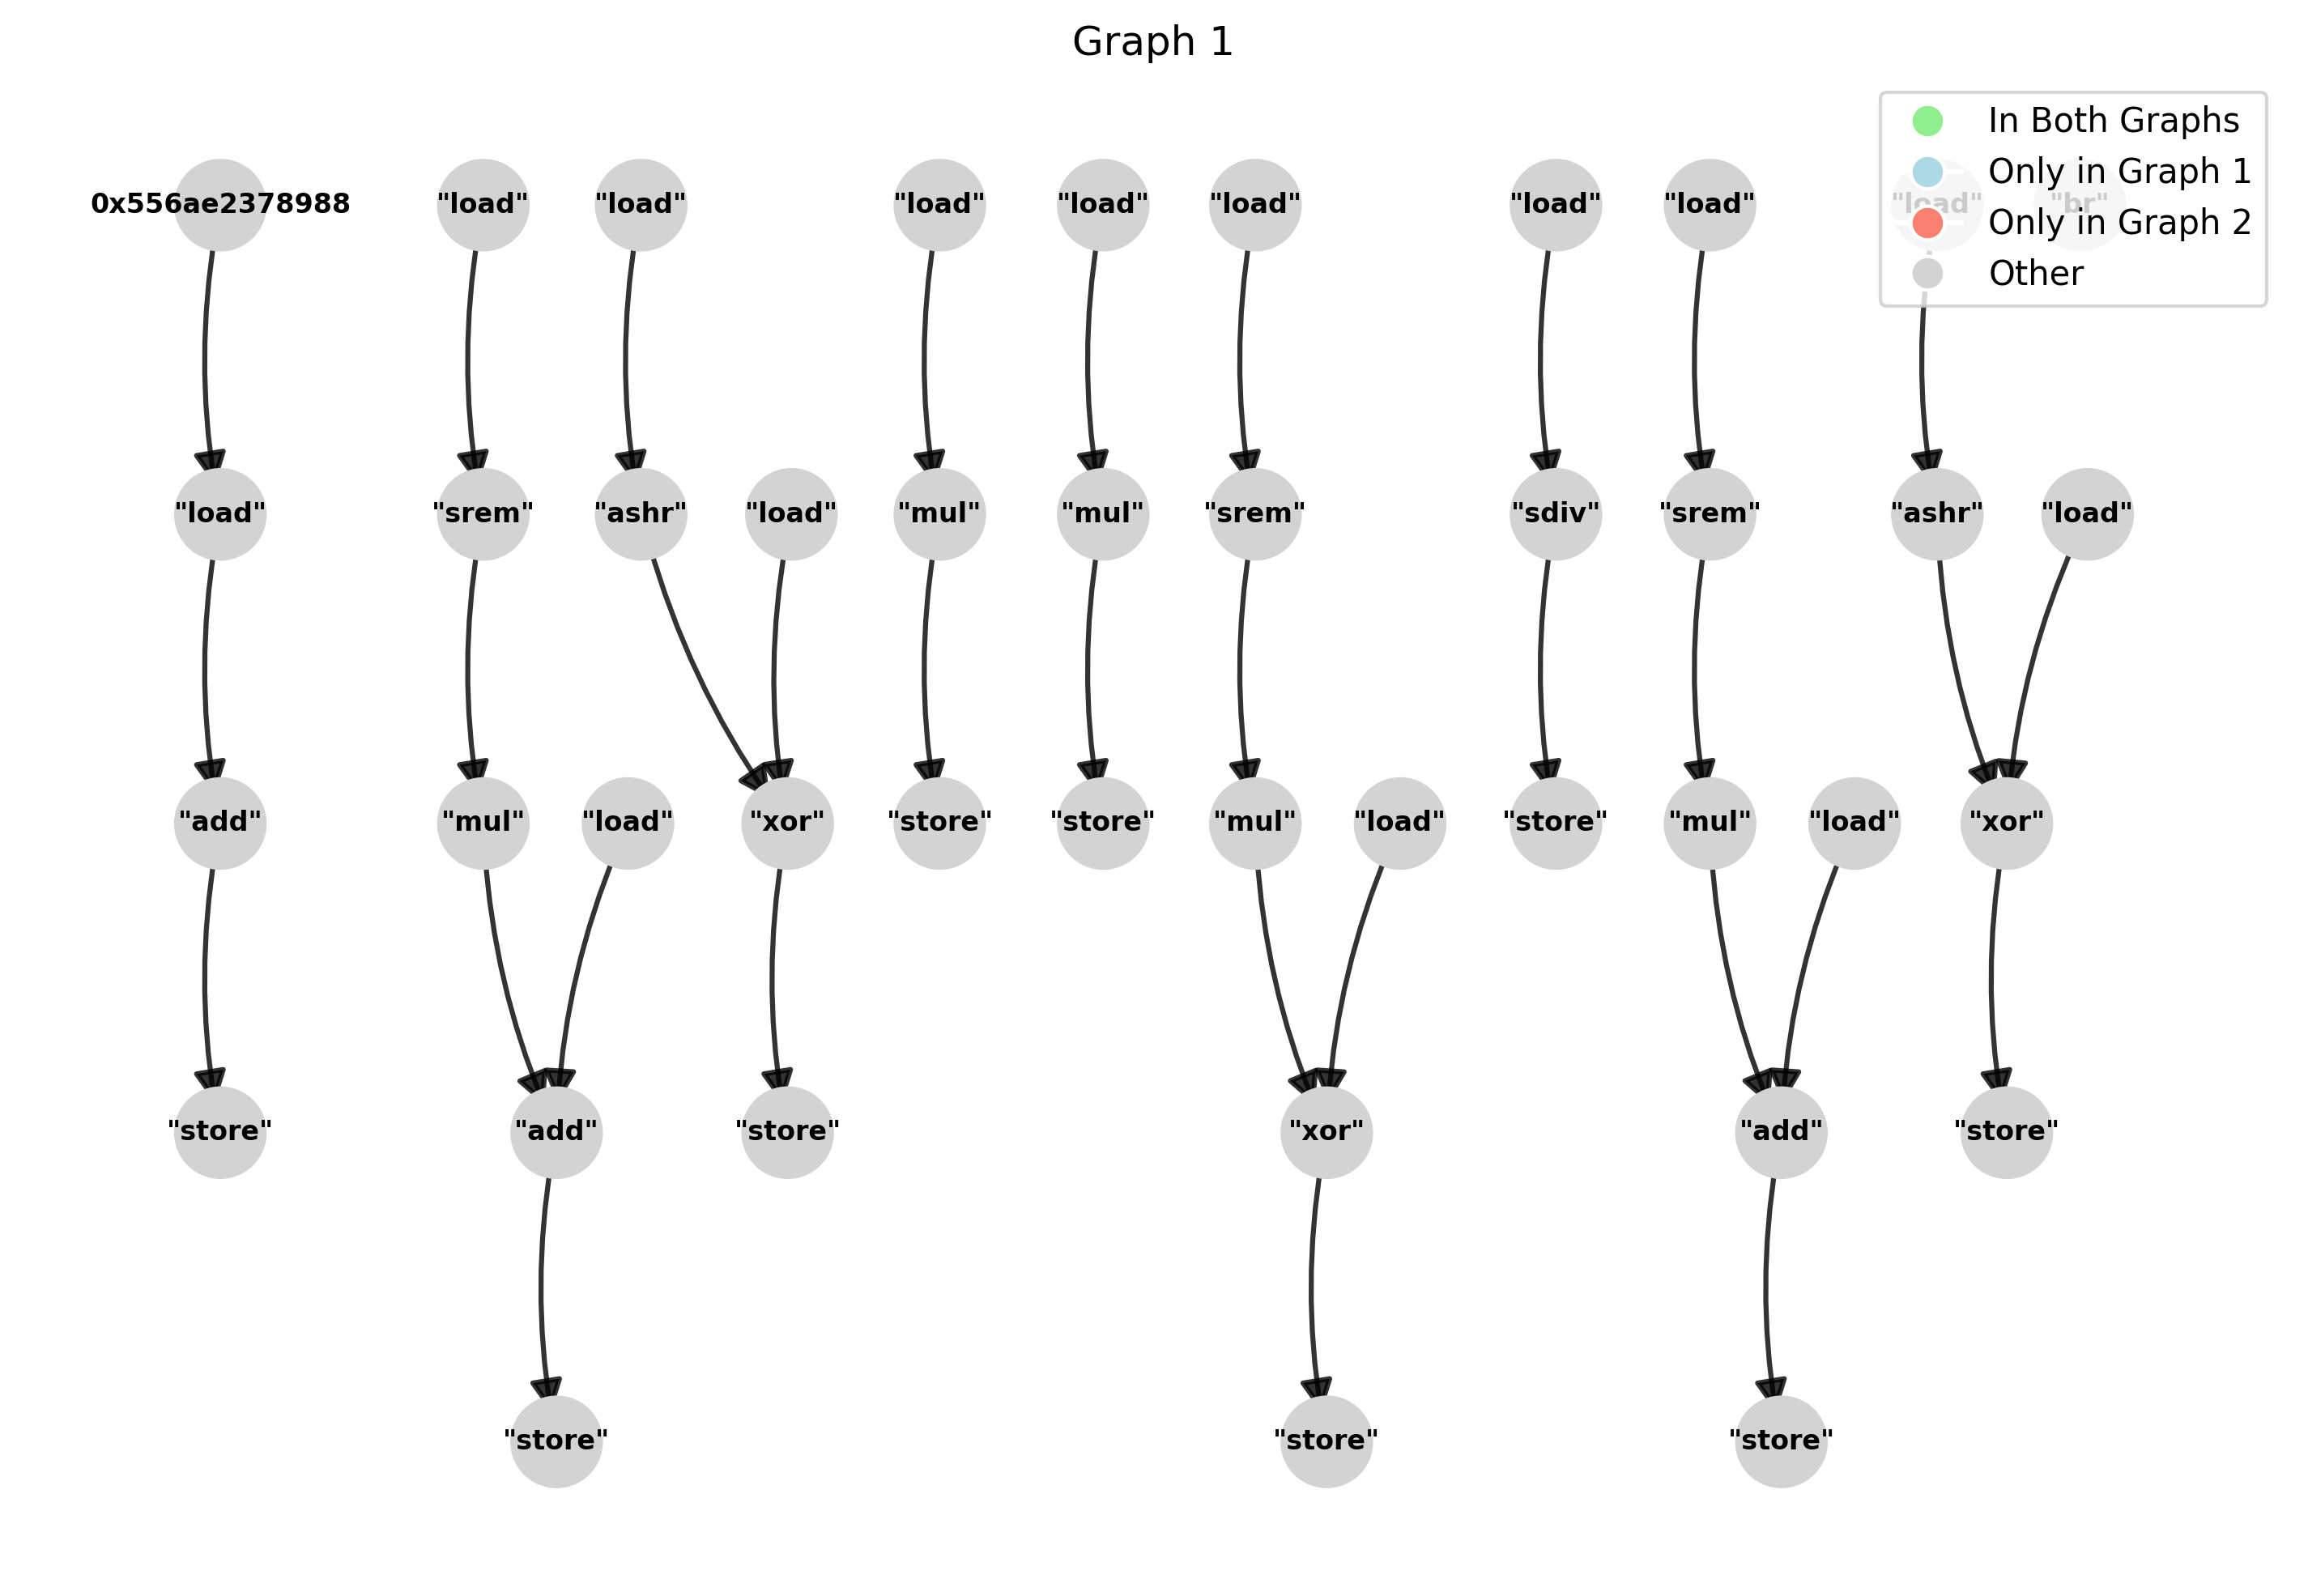 Graph 1
In Both Graphs
Only in Graph 1
Only in Graph 2
Other
0x556ae2378988
"load"
"load"
"load"
"load"
"load"
"load"
"load"
"load"
"br"
"load"
"srem"
"ashr"
"load"
"mul"
"mul"
"srem"
"sdiv"
"srem"
"ashr"
"load"
"add"
"mul"
"load"
"xor"
"store"
"store"
"mul"
"load"
"store"
"mul"
"load"
"xor"
"store"
"add"
"store"
"xor"
"add"
"store"
"store"
"store"
"store"